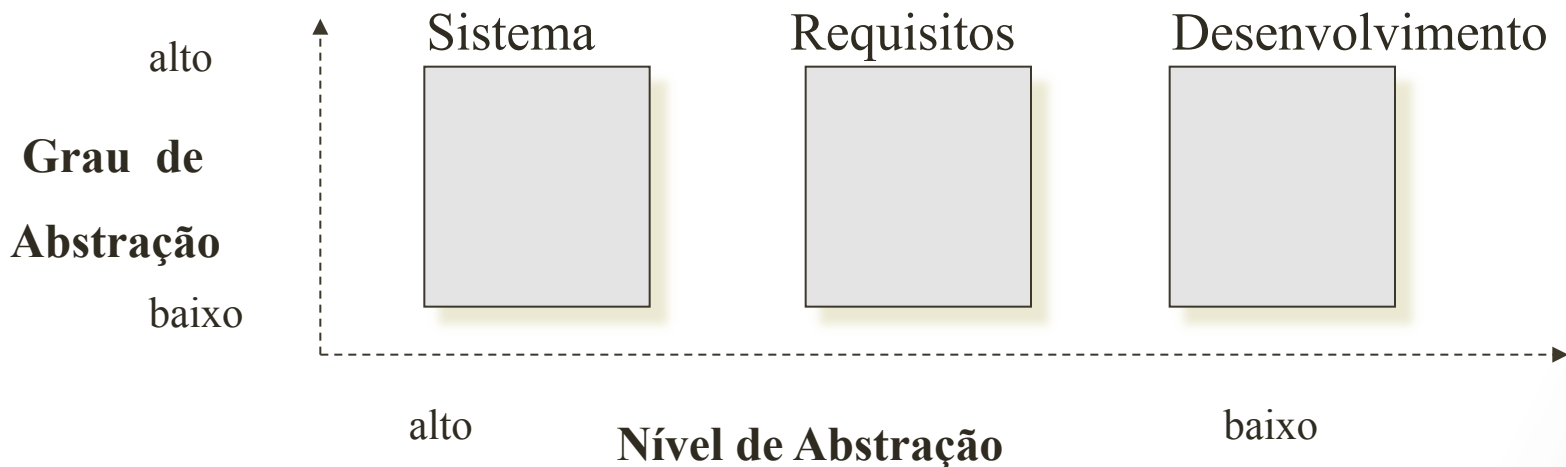 Sistema Requisitos Desenvolvimento
alto
Grau de
Abstração
baixo
alto Nível de Abstração baixo